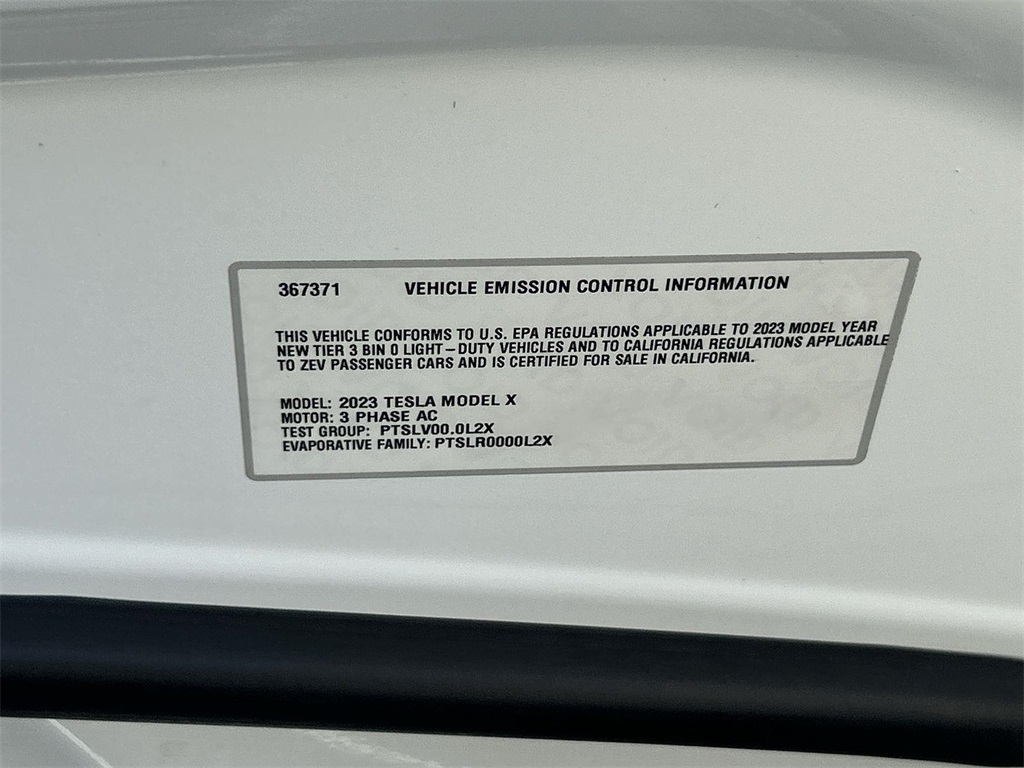 367371 VEHICLE EMISSION CONTROL INFORMATION
THIS VEHICLE CONFORMS TO U.S. EPA REGULATIONS APPLICABLE TO 2023 MODEL YEAR
NEW TIER 3 BIN 0 LIGHT-DUTY VEHICLES AND TO CALIFORNIA REGULATIONS APPLICABLE
TO ZEV PASSENGER CARS AND IS CERTIFIED FOR SALE IN CALIFORNIA.
MODEL: 2023 TESLA MODEL X
MOTOR: 3 PHASE AC
TEST GROUP: PTSLV00.0L2X
EVAPORATIVE FAMILY: PTSLR0000L2X